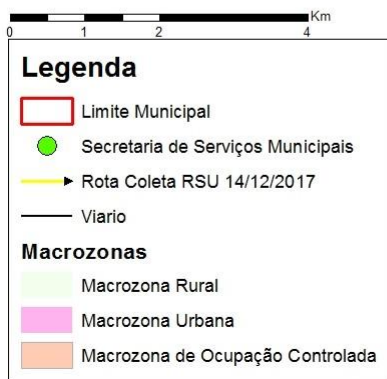 Km
0 1 2 4
Legenda
Limite Municipal
Secretaria de Serviços Municipais
Rota Coleta RSU 14/12/2017
Viario
Macrozonas
Macrozona Rural
Macrozona Urbana
Macrozona de Ocupação Controlada